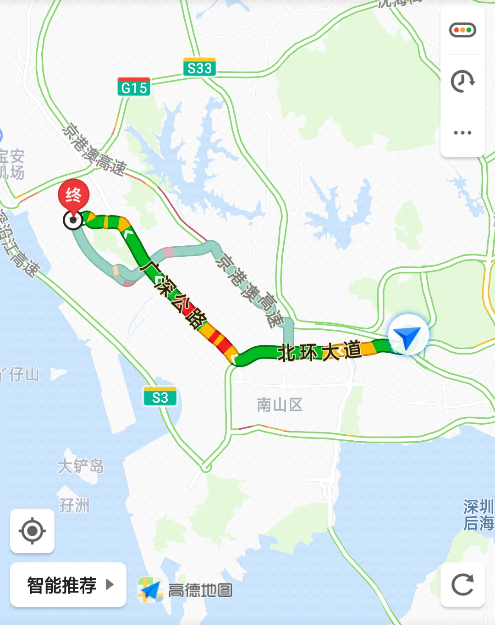 沈海高
S33
G15
京港澳高速
宝安
机场
终
深沿江高速
广深公路
京港澳高速
北环大道
丫仔山
S3
南山区
大铲岛
孖洲
深圳
后海
智能推荐
高德地图